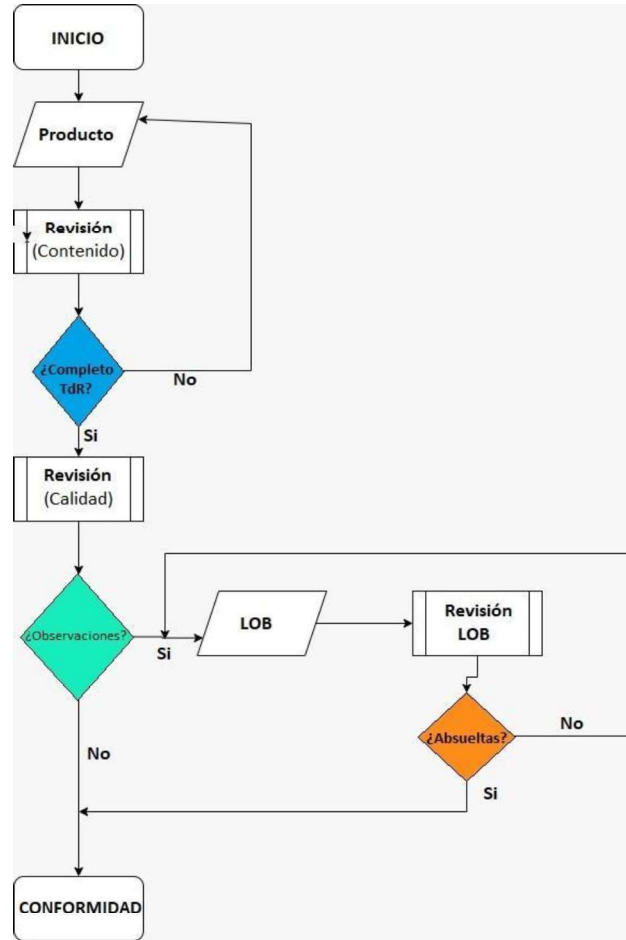 INICIO
Producto
Revisión
(Contenido)
¿Completo
TdR?
No
Si
Revisión
(Calidad)
¿Observaciones?
Si
LOB
Revisión
LOB
¿Absueltas?
No
No
Si
CONFORMIDAD